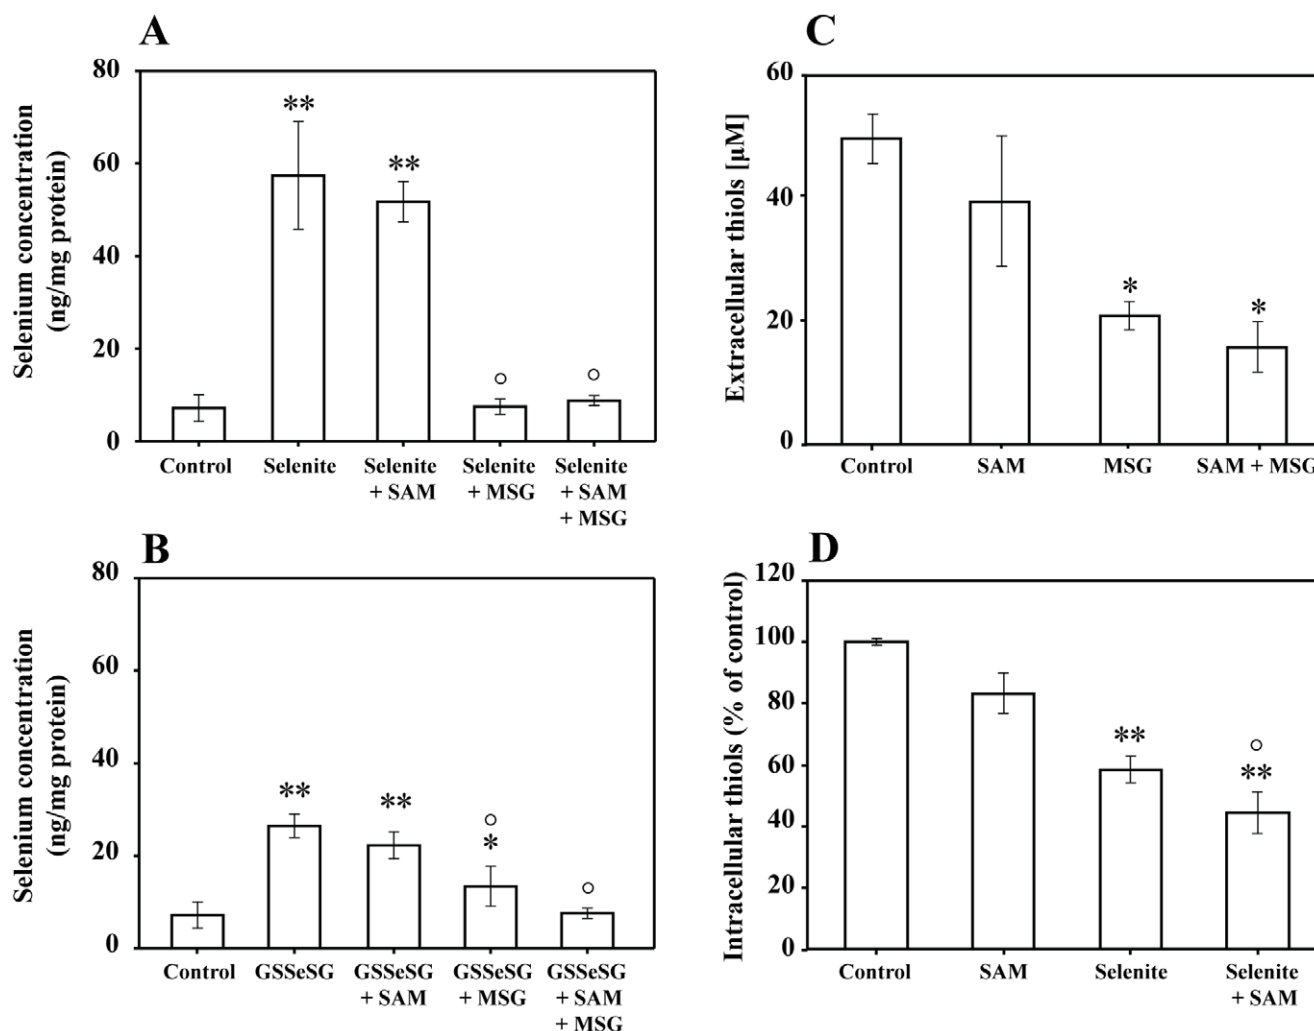 A
Selenium concentration
(ng/mg protein)
80
60
40
20
0
**
**
○
○
Control
Selenite
Selenite
+ SAM
Selenite
+ MSG
Selenite
+ SAM
+ MSG
B
Selenium concentration
(ng/mg protein)
80
60
40
20
0
**
**
○
*
○
Control
GSSeSG
GSSeSG
+ SAM
GSSeSG
+ MSG
GSSeSG
+ SAM
+ MSG
C
Extracellular thiols [µM]
60
40
20
0
*
*
Control
SAM
MSG
SAM + MSG
D
Intracellular thiols (% of control)
120
100
80
60
40
20
0
**
○
**
Control
SAM
Selenite
Selenite
+ SAM